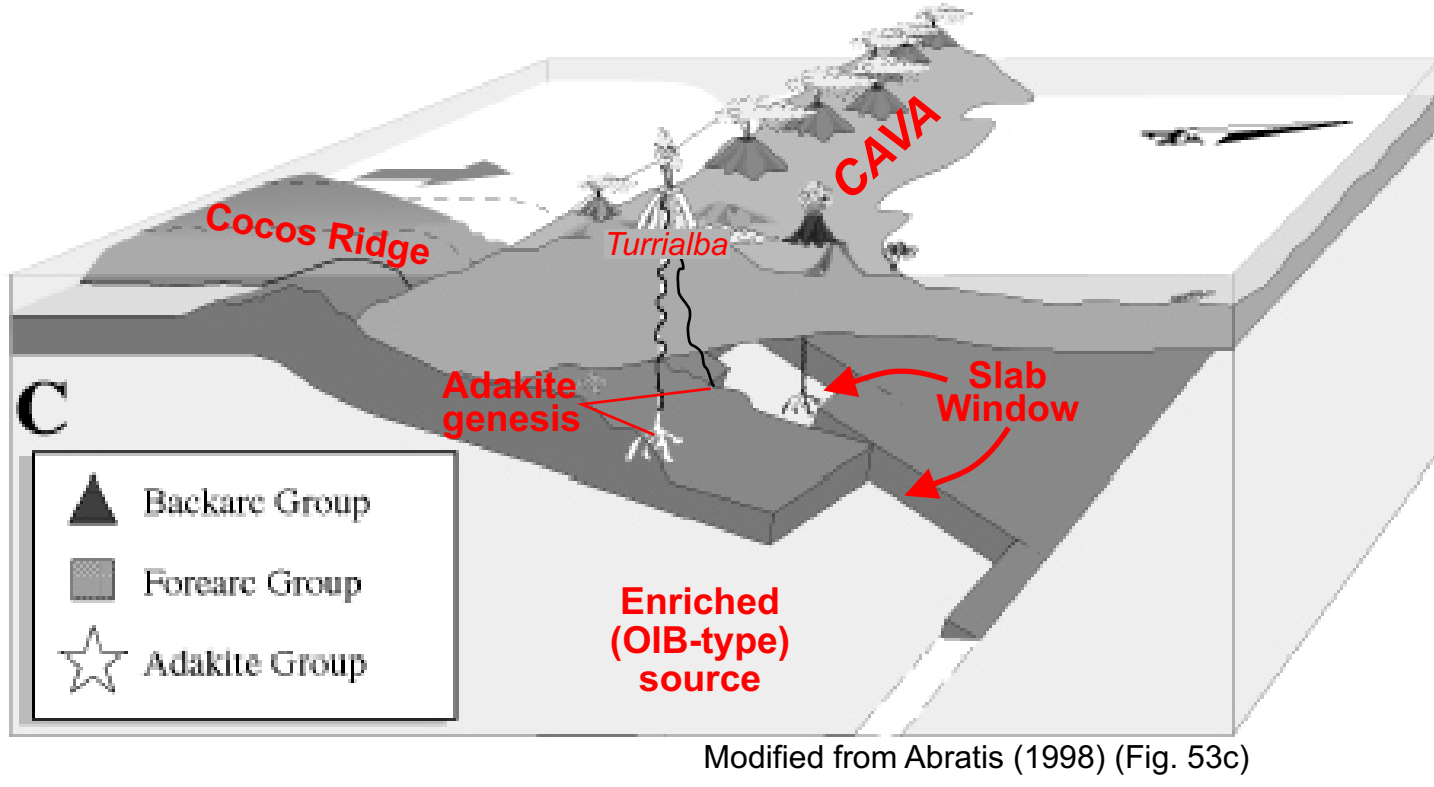 CAVA
Cocos Ridge
Turrialba
Adakite
genesis
Slab
Window
C
Backarc Group
Forearc Group
Adakite Group
Enriched
(OIB-type)
source
Modified from Abratis (1998) (Fig. 53c)